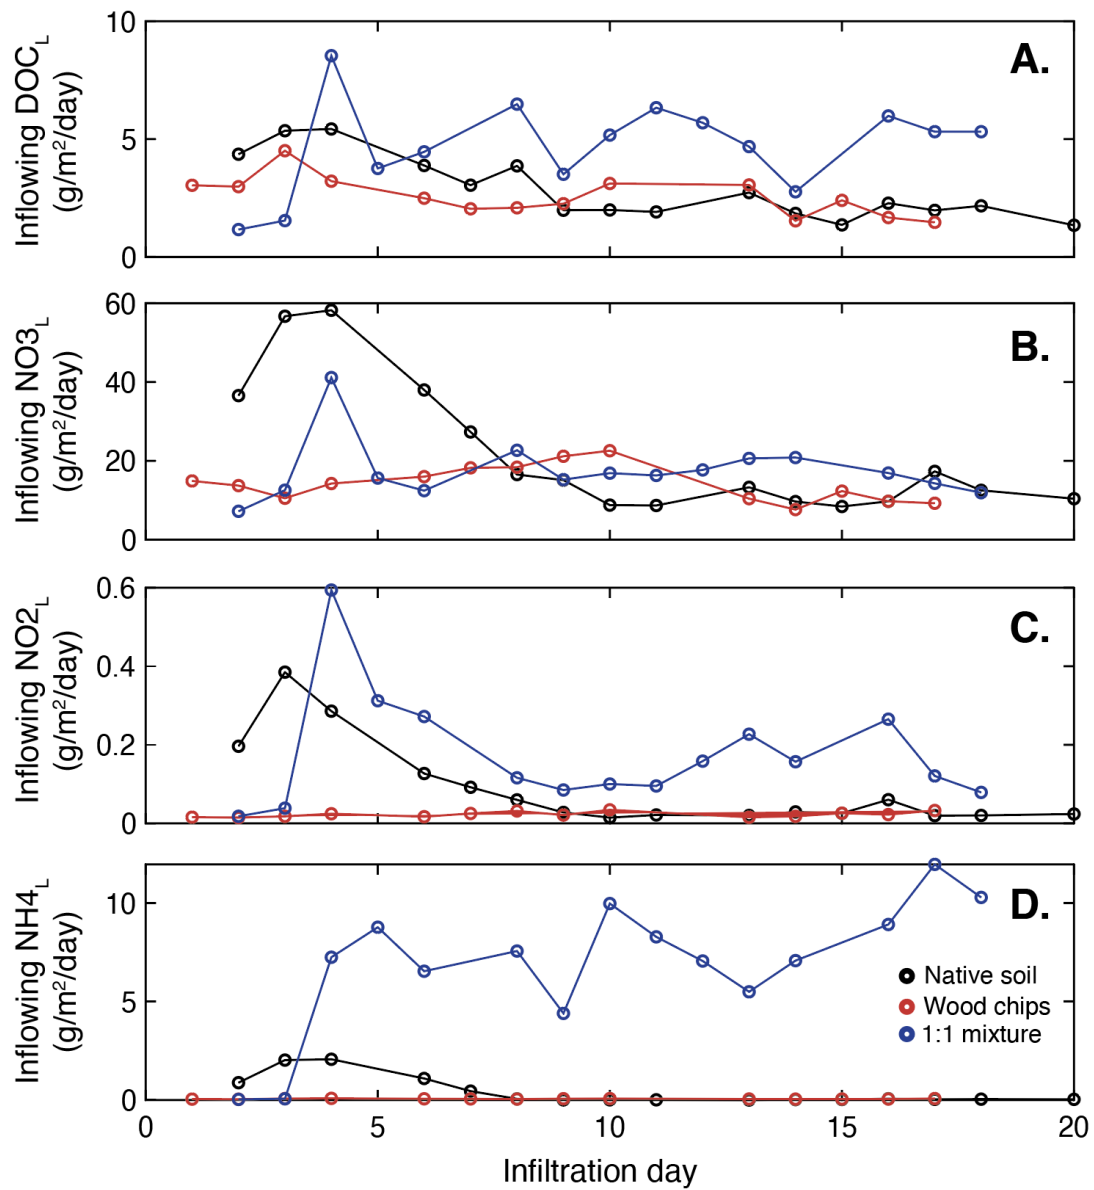 Inflowing DOC_L
(g/m²/day)
10
5
0
A.
Inflowing NO3_L
(g/m²/day)
60
40
20
0
B.
Inflowing NO2_L
(g/m²/day)
0.6
0.4
0.2
0
C.
Inflowing NH4_L
(g/m²/day)
10
5
0
D.
Native soil
Wood chips
1:1 mixture
0 5 10 15 20
Infiltration day